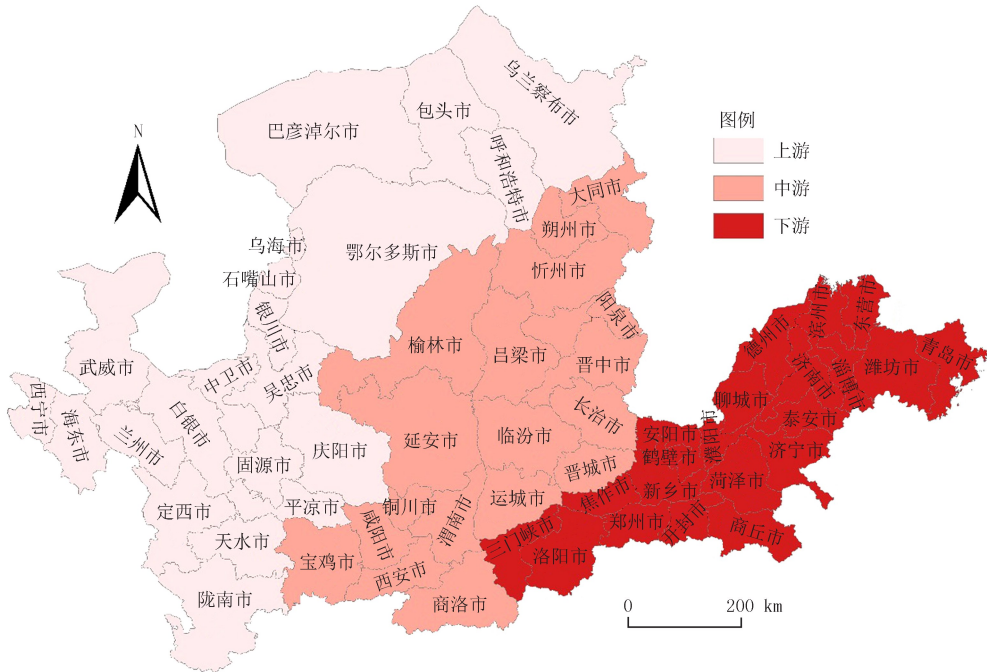 乌兰察布市
包头市
巴彦淖尔市
呼和浩特市
N
图例
上游
中游
下游
大同市
朔州市
乌海市
鄂尔多斯市
石嘴山市
忻州市
银川市
阳泉市
滨州市
东营市
德州市
榆林市
吕梁市
晋中市
武威市
中卫市
吴忠市
济南市
淄博市
潍坊市
青岛市
西宁市
海东市
兰州市
白银市
聊城市
长治市
泰安市
庆阳市
延安市
临汾市
安阳市
濮阳市
济宁市
固源市
晋城市
鹤壁市
菏泽市
定西市
平凉市
铜川市
运城市
焦作市
新乡市
天水市
咸阳市
渭南市
三门峡市
郑州市
开封市
商丘市
宝鸡市
西安市
洛阳市
陇南市
商洛市
0
200 km